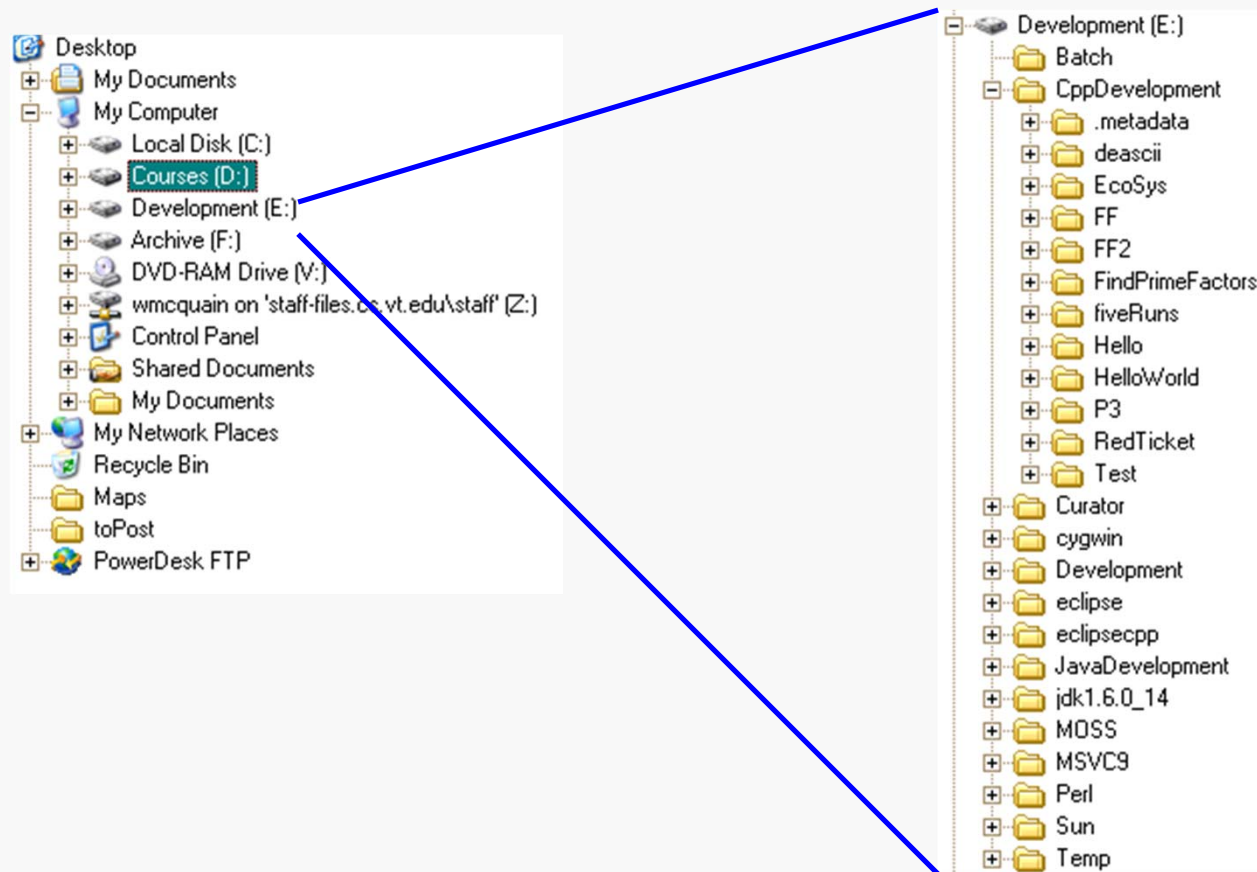 Desktop
My Documents
My Computer
Local Disk (C:)
Courses (D:)
Development (E:)
Archive (F:)
DVD-RAM Drive (V:)
wmcquain on 'staff-files.cs.vt.edu\staff' (Z:)
Control Panel
Shared Documents
My Documents
My Network Places
Recycle Bin
Maps
toPost
PowerDesk FTP
Development (E:)
Batch
CppDevelopment
.metadata
deascii
EcoSys
FF
FF2
FindPrimeFactors
fiveRuns
Hello
HelloWorld
P3
RedTicket
Test
Curator
cygwin
Development
eclipse
eclipsecpp
JavaDevelopment
jdk1.6.0_14
MOSS
MSVC9
Perl
Sun
Temp